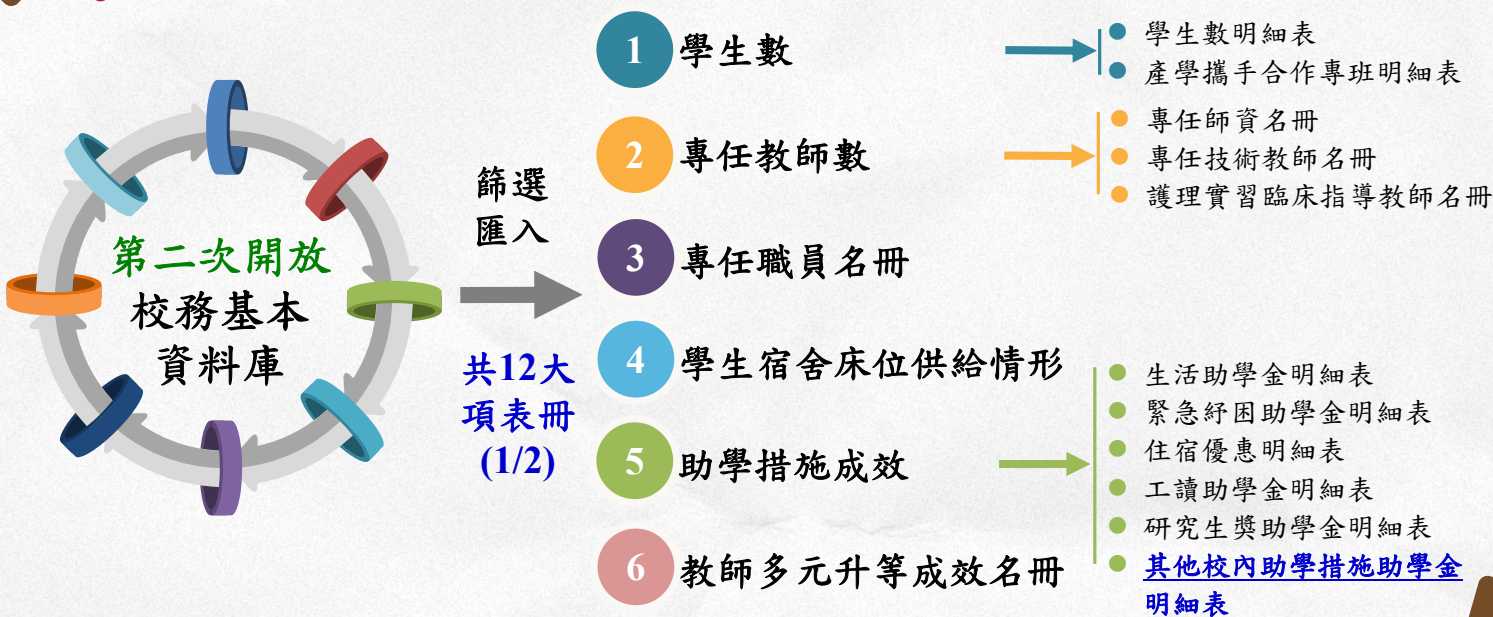 第二次開放
校務基本
資料庫
篩選
匯入
共12大
項表冊
(1/2)
1 學生數
學生數明細表
產學攜手合作專班明細表
2 專任教師數
專任師資名冊
專任技術教師名冊
護理實習臨床指導教師名冊
3 專任職員名冊
4 學生宿舍床位供給情形
5 助學措施成效
生活助學金明細表
緊急紓困助學金明細表
住宿優惠明細表
工讀助學金明細表
研究生獎助學金明細表
其他校內助學措施助學金
明細表
6 教師多元升等成效名冊